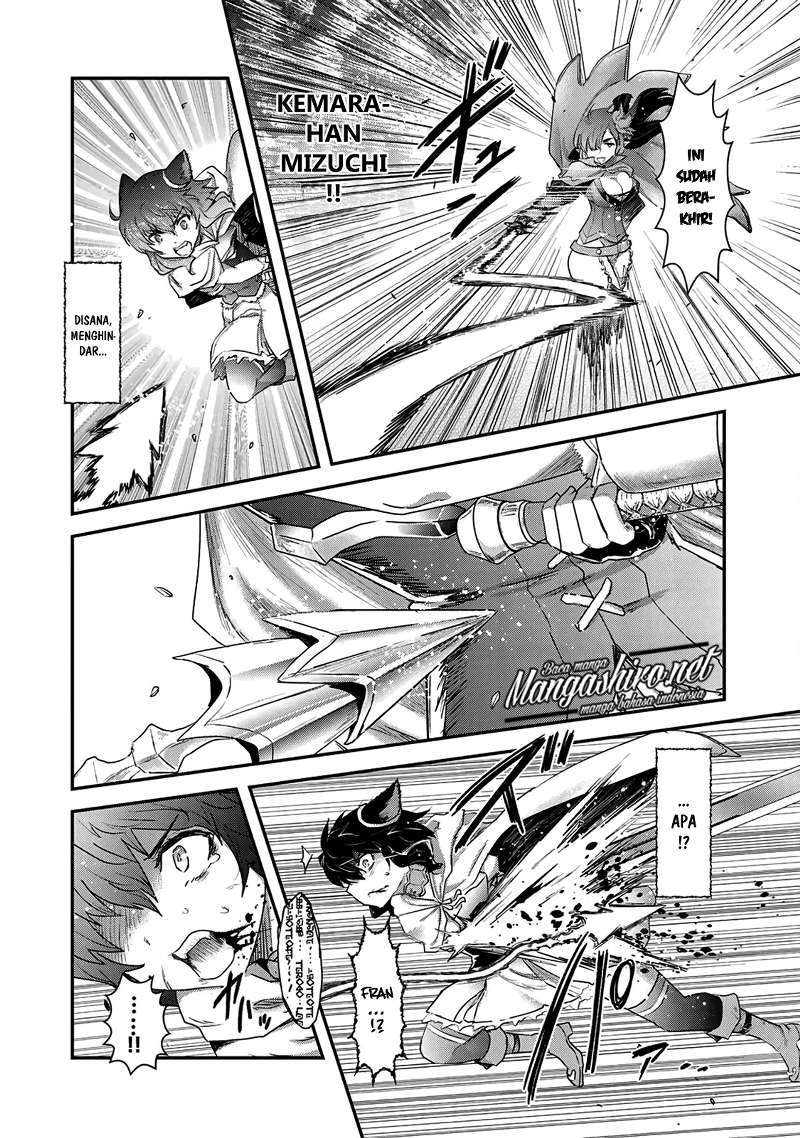 INI
SUDAH
BERA-
KHIR!
KEMARA-
HAN
MIZUCHI
!!
DISANA,
MENGHIN-
DAR...
Baca manga
Mangashiro.net
manga bahasa indonesia
...
APA
!?
FRAN
...!?
......!!